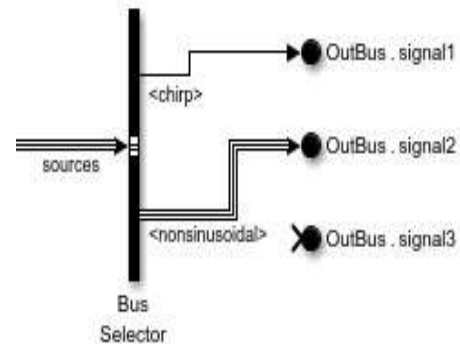 OutBus . signal1
<chirp>
sources
OutBus . signal2
<nonsinusoidal>
OutBus . signal3
Bus
Selector